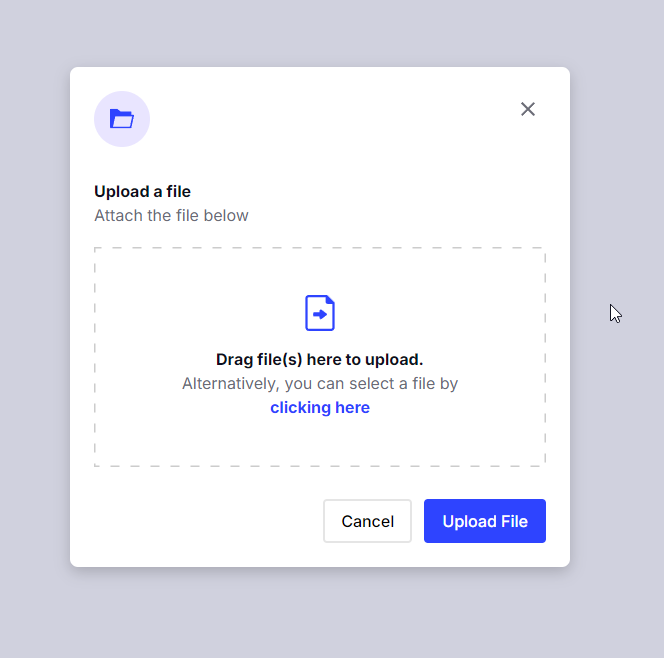 Upload a file
Attach the file below
Drag file(s) here to upload.
Alternatively, you can select a file by
clicking here
Cancel
Upload File